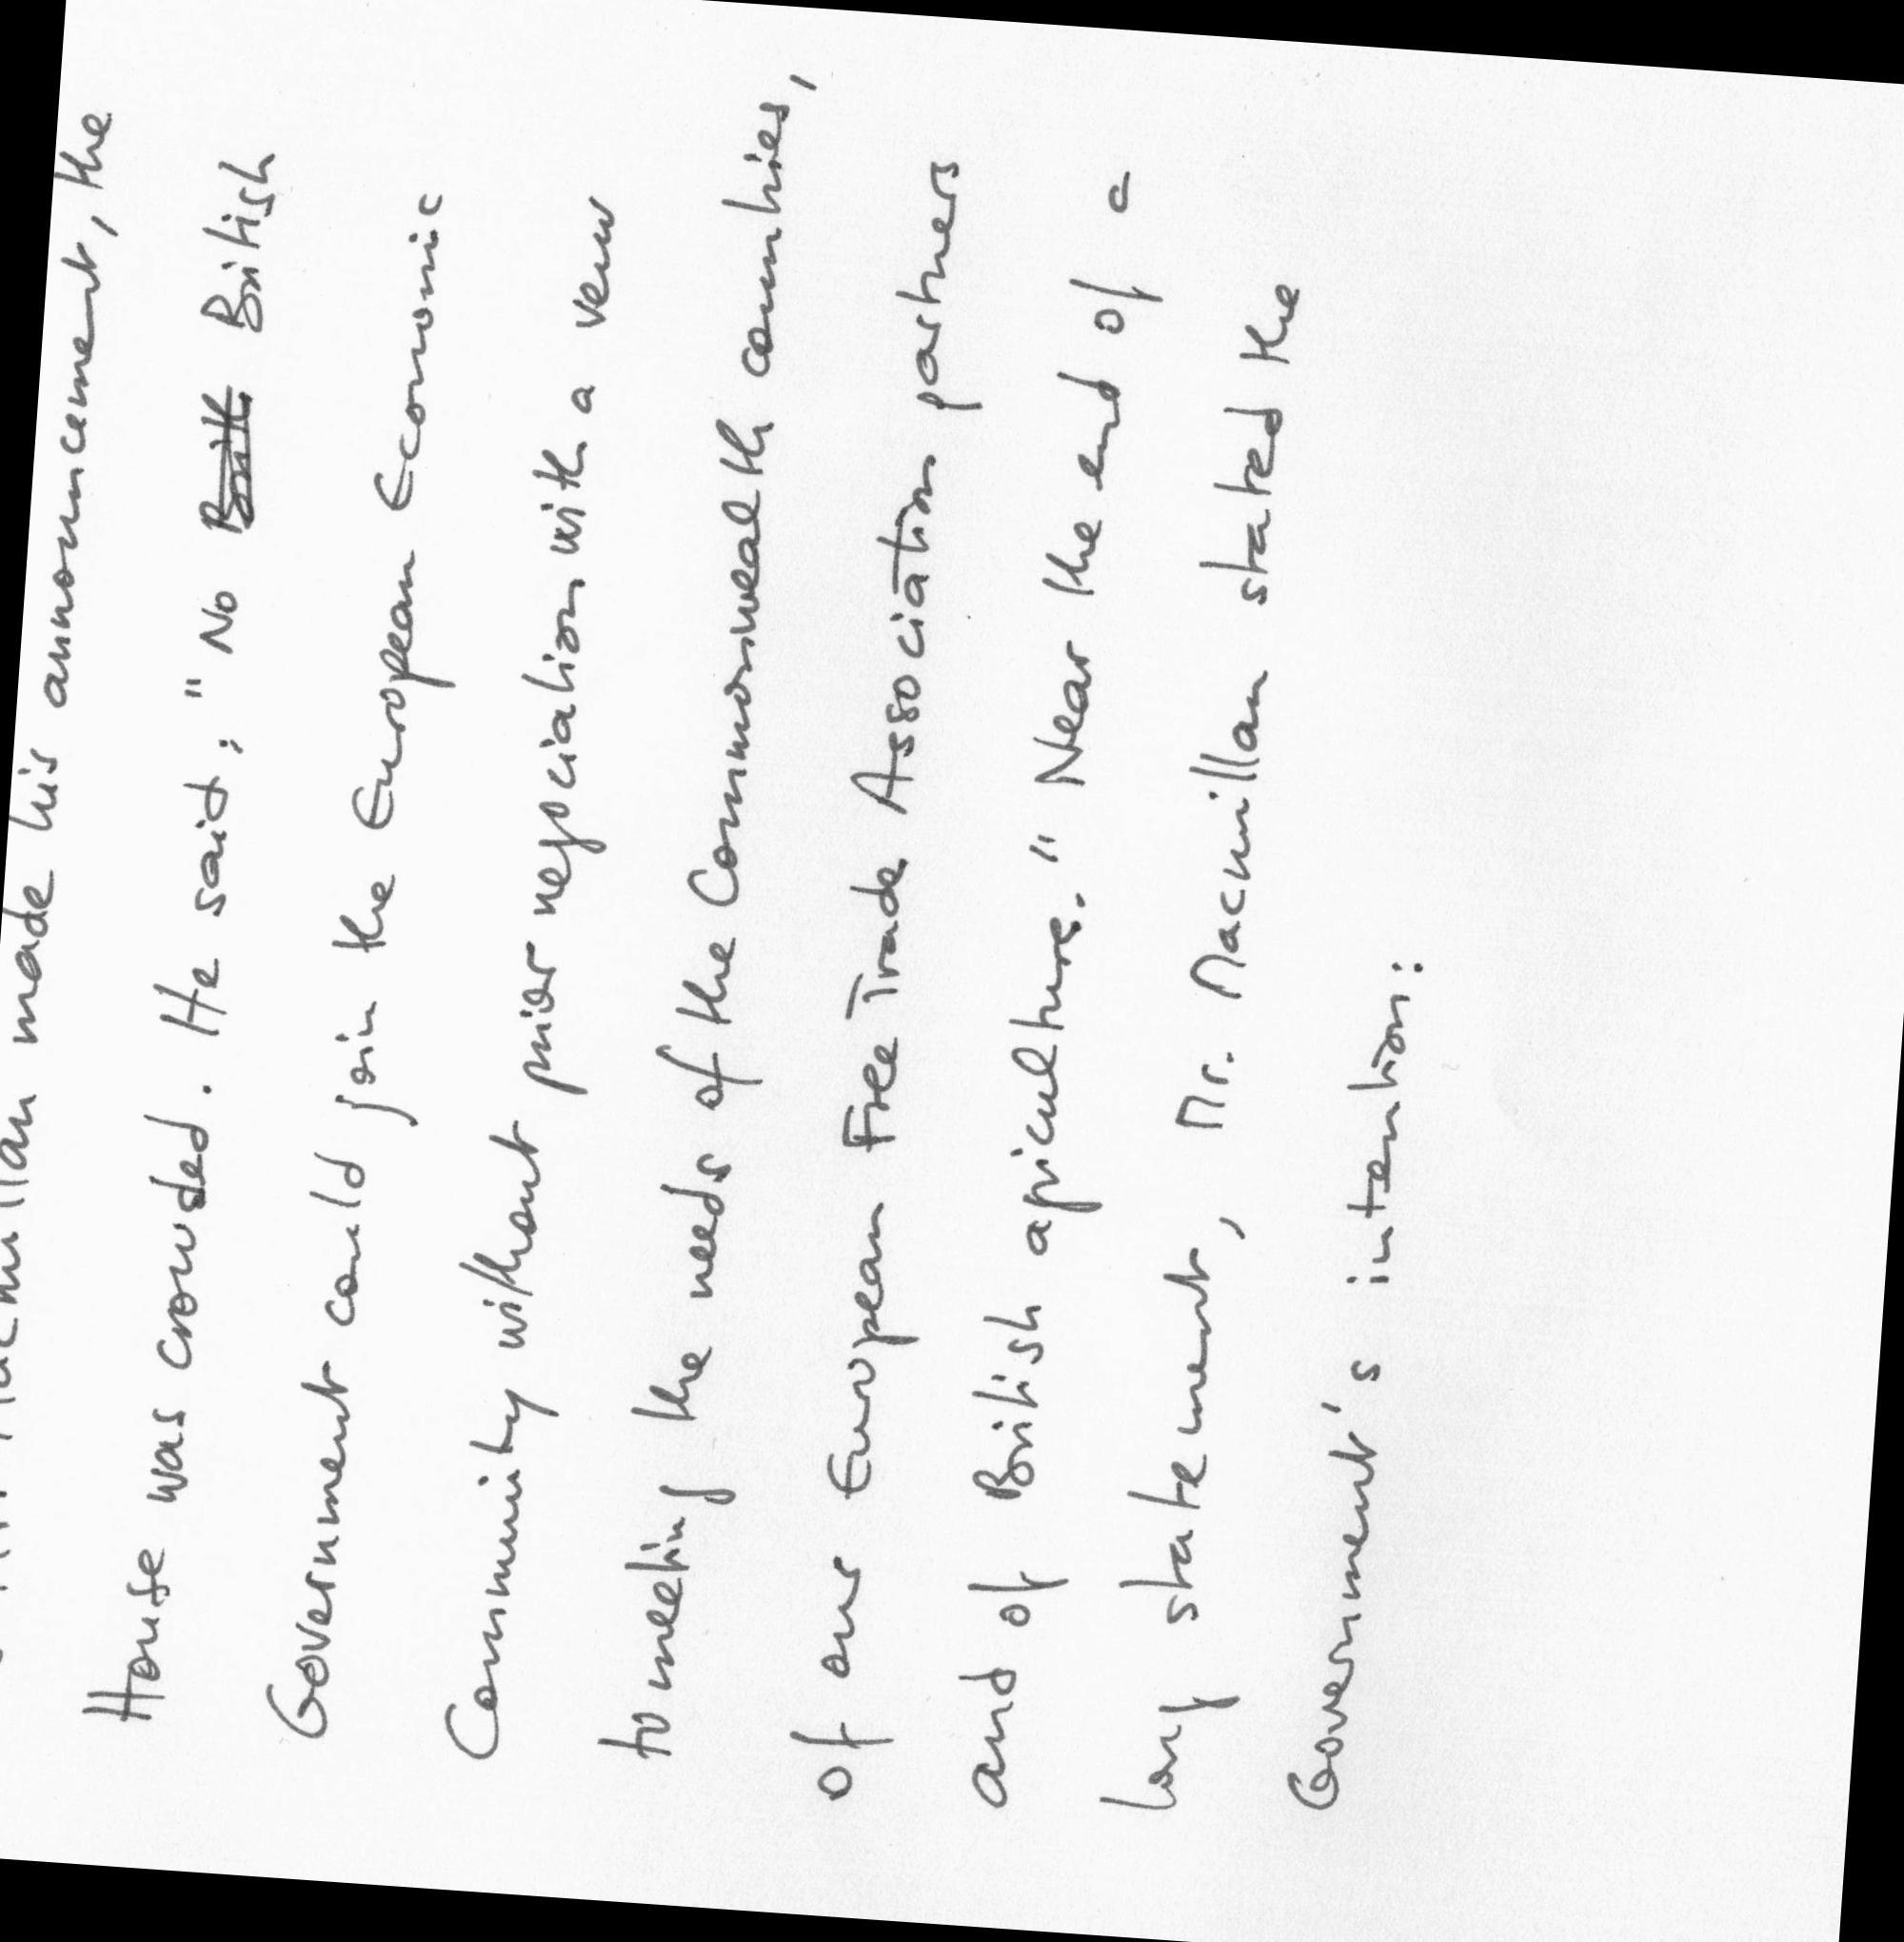 Macmillan made his announcement, the
House was crowded. He said: "No British
Government could join the European Economic
Community without prior negociation with a veiw
to meeting the needs of the Commonwealth countries,
of our European Free Trade Association partners
and of British agriculture." Near the end of a
long statement, Mr. Macmillan stated the
Government's intention: